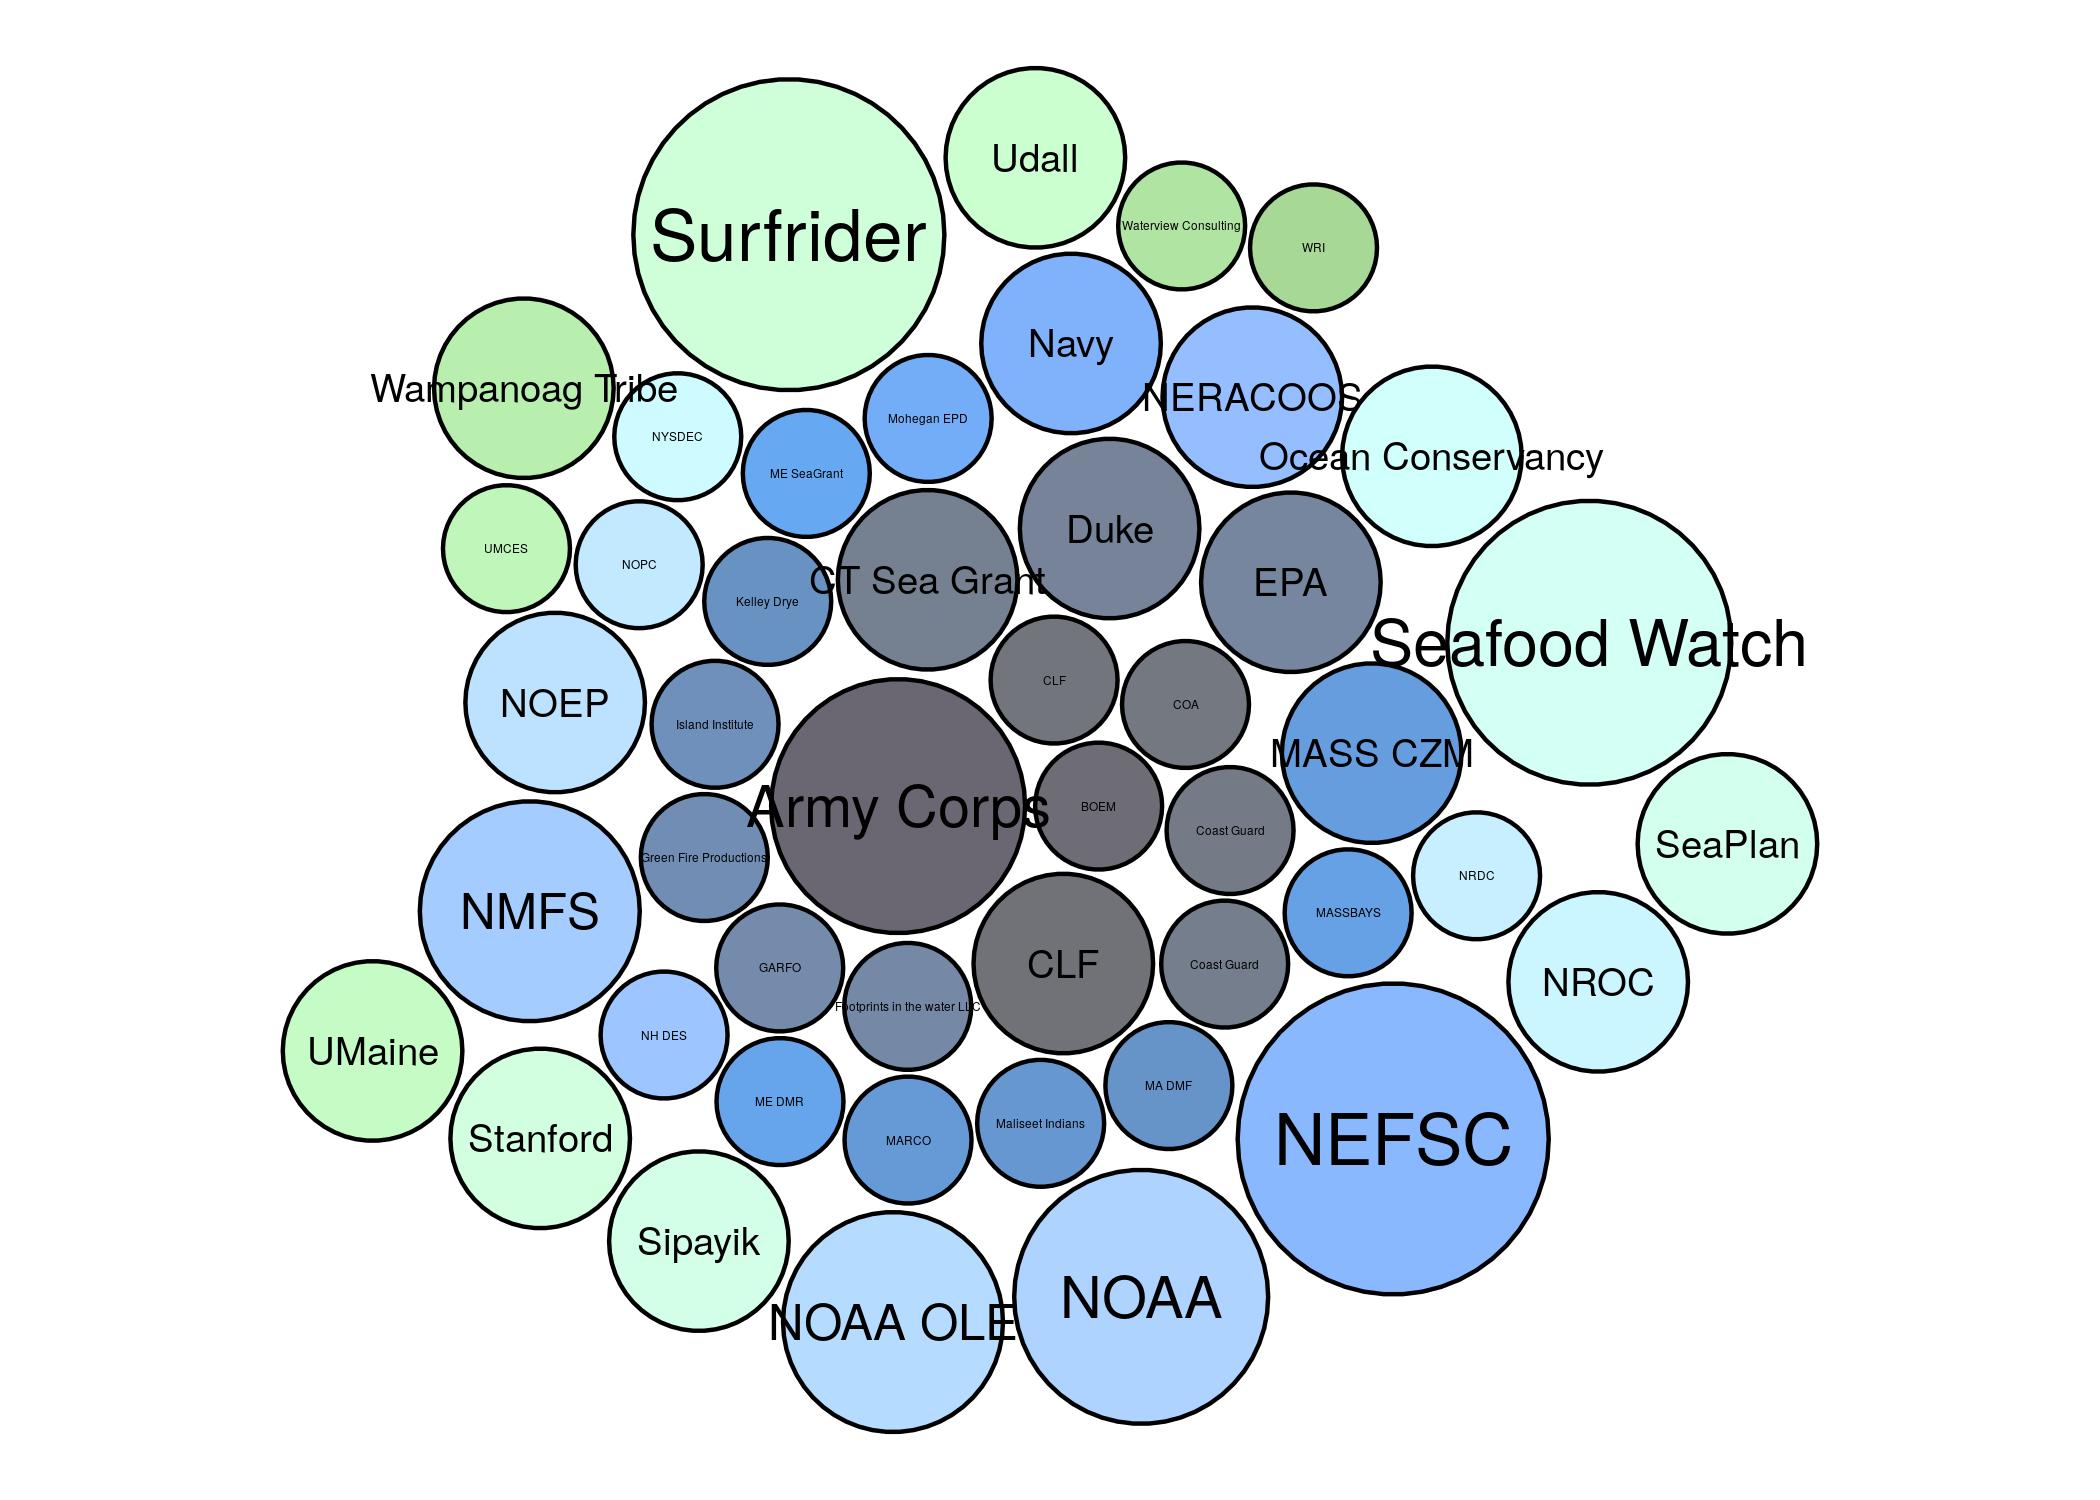 Udall
Surfrider
Waterview Consulting
WRI
Navy
Wampanoag Tribe
NERACOOS
Mohegan EPD
NYSDEC
Ocean Conservancy
ME SeaGrant
Duke
UMCES
NOPC
CT Sea Grant
EPA
Kelley Drye
Seafood Watch
CLF
NOEP
COA
Island Institute
MASS CZM
Army Corps
BOEM
Coast Guard
SeaPlan
Green Fire Productions
NRDC
NMFS
MASSBAYS
CLF
Coast Guard
GARFO
NROC
Footprints in the water LLC
NH DES
UMaine
MA DMF
ME DMR
Maliseet Indians
Stanford
MARCO
NEFSC
Sipayik
NOAA
NOAA OLE